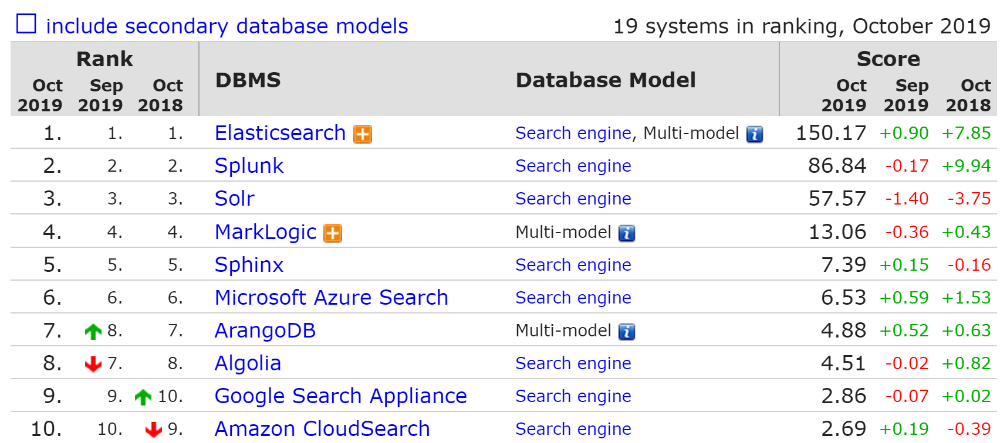 include secondary database models 19 systems in ranking, October 2019
Rank DBMS Database Model Score
Oct 2019 Sep 2019 Oct 2018 Oct 2019 Sep 2019 Oct 2018
1. 1. 1. Elasticsearch Search engine, Multi-model i 150.17 +0.90 +7.85
2. 2. 2. Splunk Search engine 86.84 -0.17 +9.94
3. 3. 3. Solr Search engine 57.57 -1.40 -3.75
4. 4. 4. MarkLogic Multi-model i 13.06 -0.36 +0.43
5. 5. 5. Sphinx Search engine 7.39 +0.15 -0.16
6. 6. 6. Microsoft Azure Search Search engine 6.53 +0.59 +1.53
7. 8. 7. ArangoDB Multi-model i 4.88 +0.52 +0.63
8. 7. 8. Algolia Search engine 4.51 -0.02 +0.82
9. 9. 10. Google Search Appliance Search engine 2.86 -0.07 +0.02
10. 10. 9. Amazon CloudSearch Search engine 2.69 +0.19 -0.39